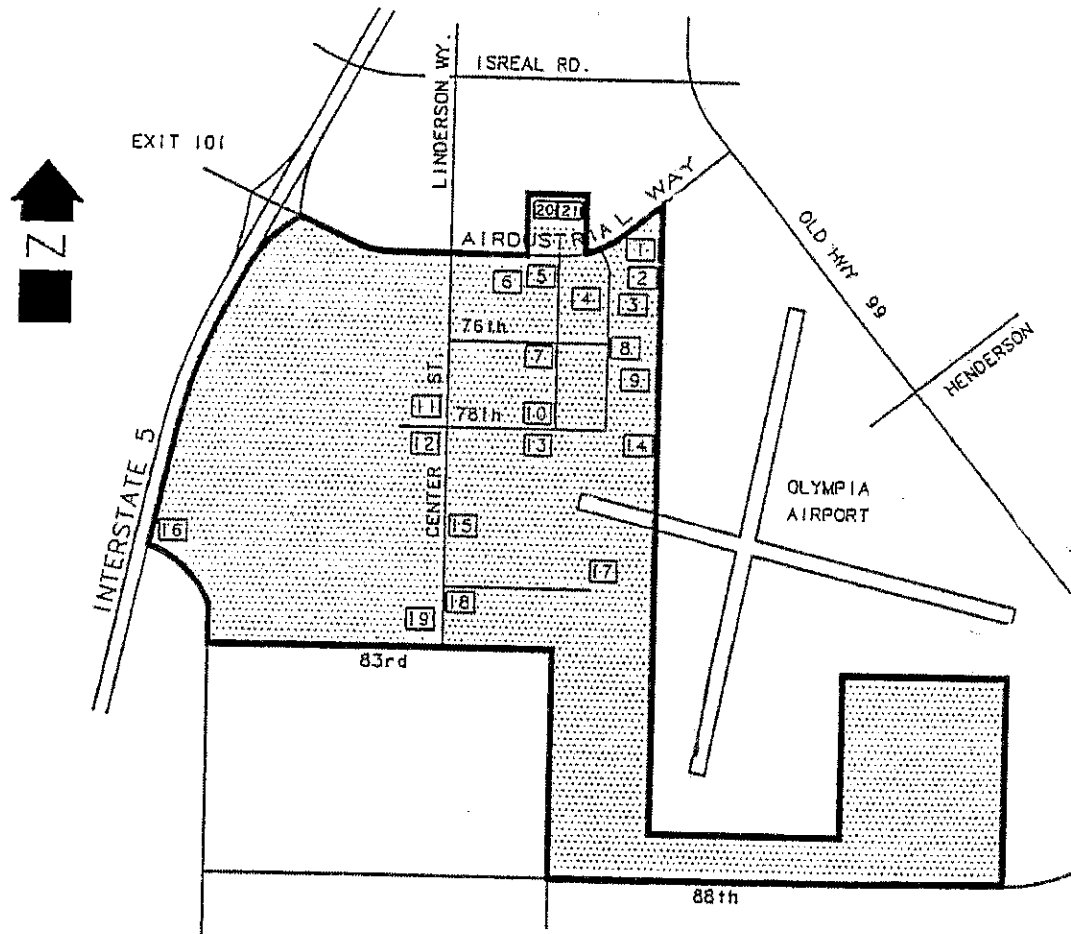 ISREAL RD.
LINDERSON WY.
EXIT 101
N
AIRDUSTRIAL WAY
20 21
1
2
3
4
5
6
OLD HWY 99
76th
7
8
9
HENDERSON
11
78th
10
12
13
14
CENTER ST.
OLYMPIA
AIRPORT
INTERSTATE 5
16
15
17
18
19
83rd
88th